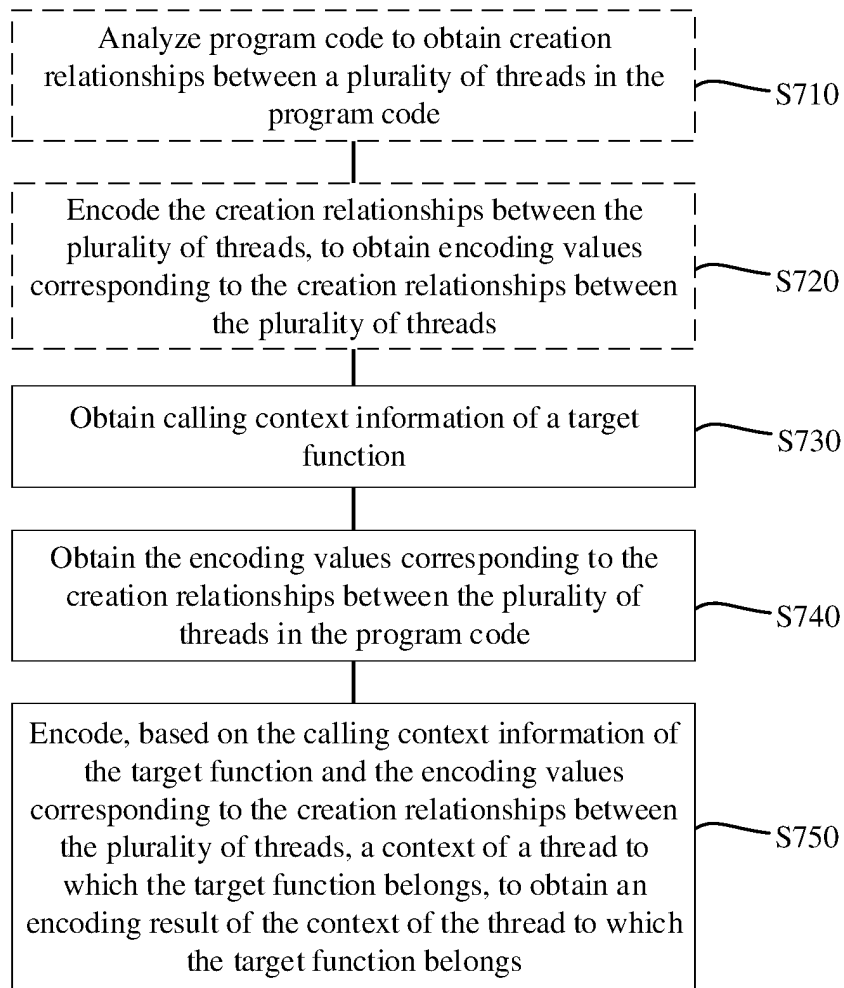 Analyze program code to obtain creation
relationships between a plurality of threads in the
program code
S710
Encode the creation relationships between the
plurality of threads, to obtain encoding values
corresponding to the creation relationships between
the plurality of threads
S720
Obtain calling context information of a target
function
S730
Obtain the encoding values corresponding to the
creation relationships between the plurality of
threads in the program code
S740
Encode, based on the calling context information of
the target function and the encoding values
corresponding to the creation relationships between
the plurality of threads, a context of a thread to
which the target function belongs, to obtain an
encoding result of the context of the thread to which
the target function belongs
S750